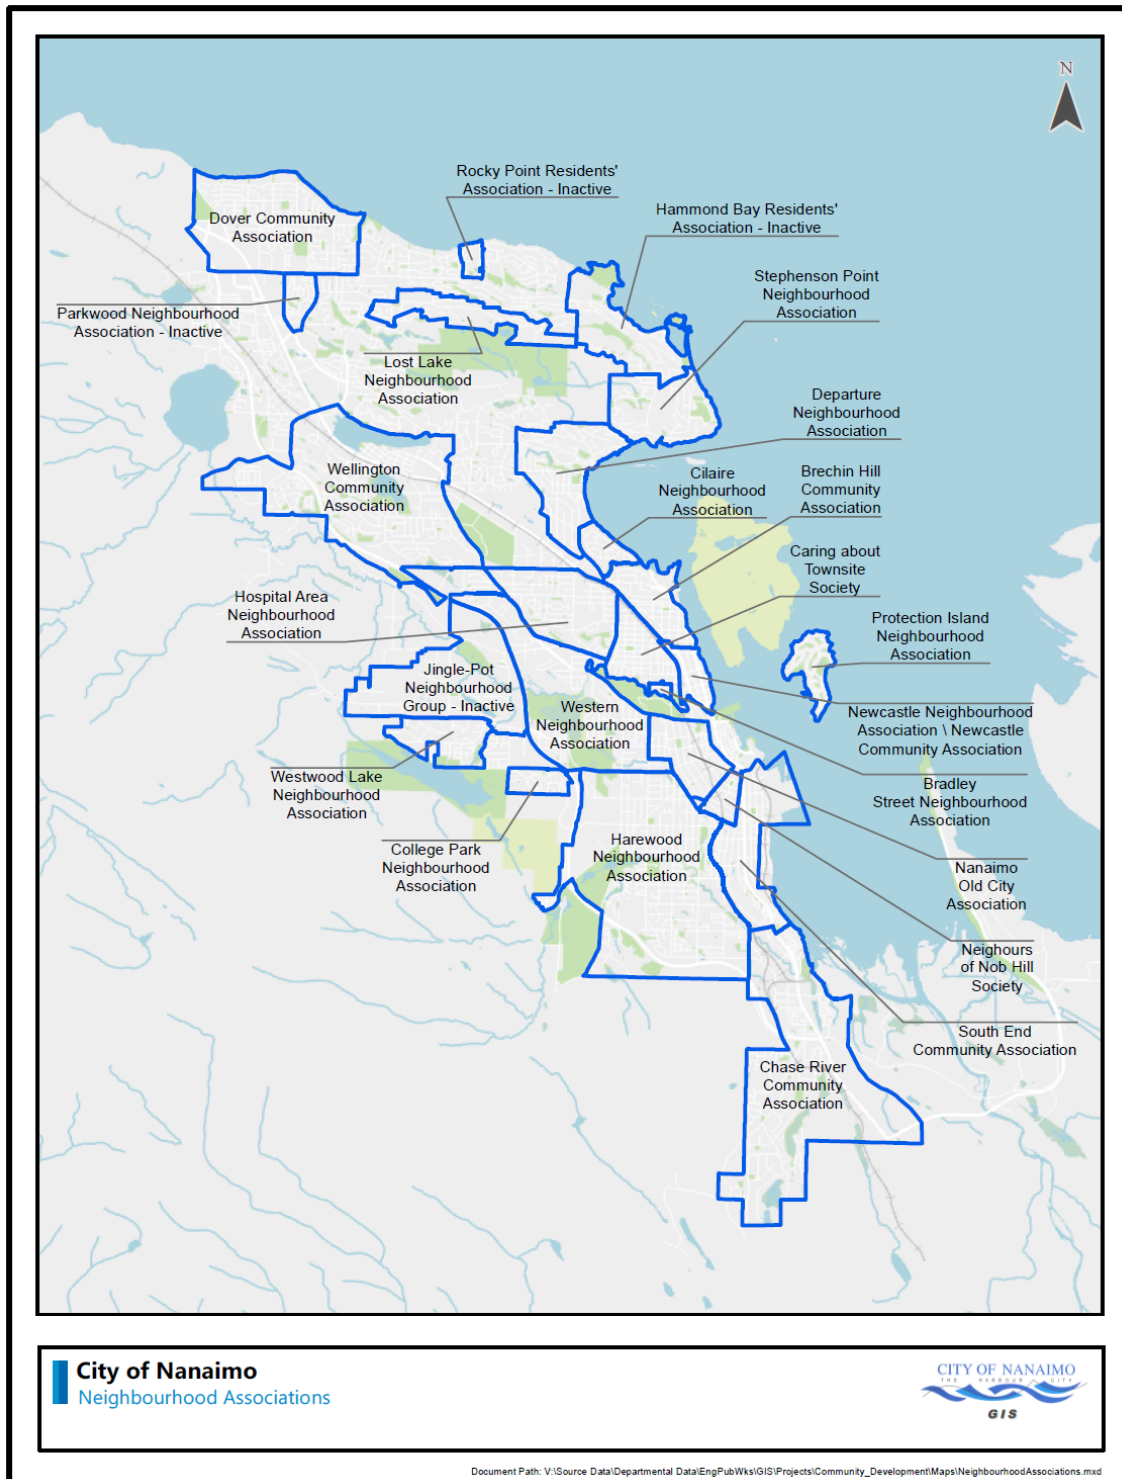 N
Rocky Point Residents'
Association - Inactive
Hammond Bay Residents'
Association - Inactive
Dover Community
Association
Stephenson Point
Neighbourhood
Association
Parkwood Neighbourhood
Association - Inactive
Lost Lake
Neighbourhood
Association
Departure
Neighbourhood
Association
Wellington
Community
Association
Cilaire
Neighbourhood
Association
Brechin Hill
Community
Association
Caring about
Townsite
Society
Hospital Area
Neighbourhood
Association
Protection Island
Neighbourhood
Association
Jingle-Pot
Neighbourhood
Group - Inactive
Western
Neighbourhood
Association
Newcastle Neighbourhood
Association \ Newcastle
Community Association
Westwood Lake
Neighbourhood
Association
Bradley
Street Neighbourhood
Association
College Park
Neighbourhood
Association
Harewood
Neighbourhood
Association
Nanaimo
Old City
Association
Neighours
of Nob Hill
Society
South End
Community Association
Chase River
Community
Association
City of Nanaimo
Neighbourhood Associations
CITY OF NANAIMO
THE HARBOUR CITY
GIS
Document Path: V:\Source Data\Departmental Data\EngPubWks\GIS\Projects\Community_Development\Maps\NeighbourhoodAssociations.mxd